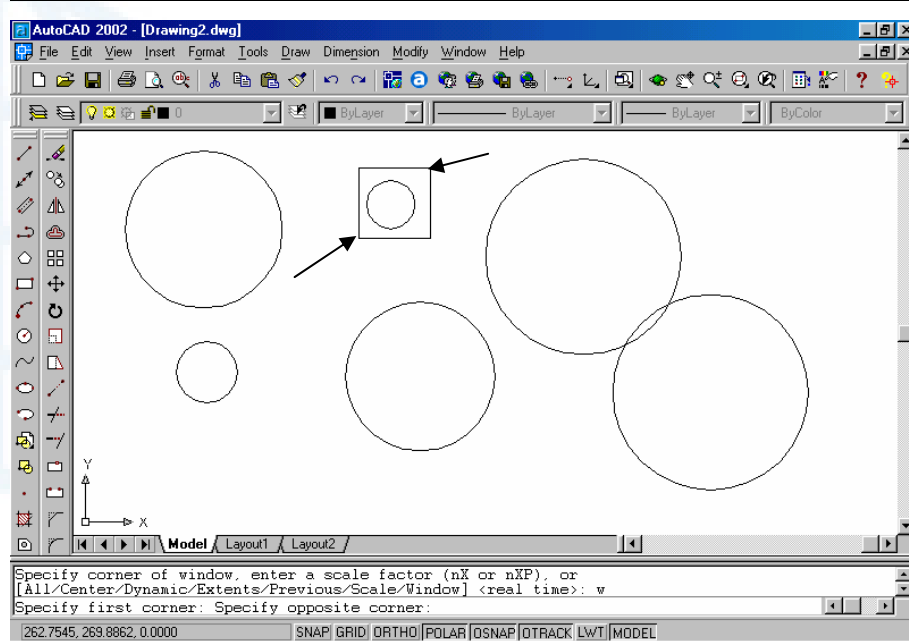 AutoCAD 2002 - [Drawing2.dwg]
File Edit View Insert Format Tools Draw Dimension Modify Window Help
0 ByLayer ByLayer ByLayer ByColor
Y
X
Model Layout1 Layout2
Specify corner of window, enter a scale factor (nX or nXP), or
[All/Center/Dynamic/Extents/Previous/Scale/Window] <real time>: w
Specify first corner: Specify opposite corner:
262.7545, 269.8862, 0.0000 SNAP GRID ORTHO POLAR OSNAP OTRACK LWT MODEL